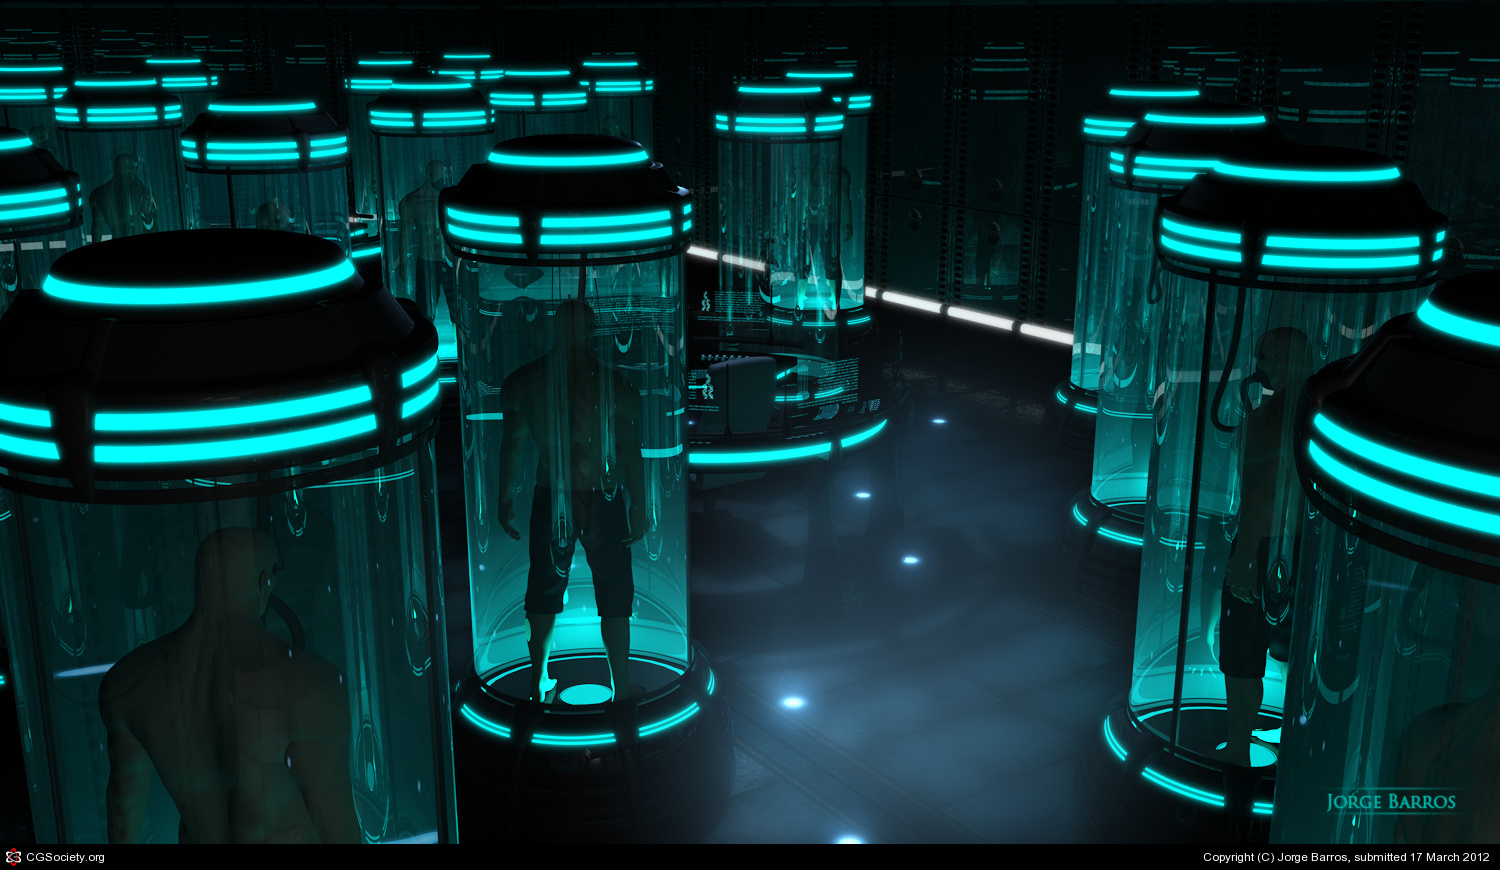 JORGE BARROS
CGSociety.org
Copyright (C) Jorge Barros, submitted 17 March 2012